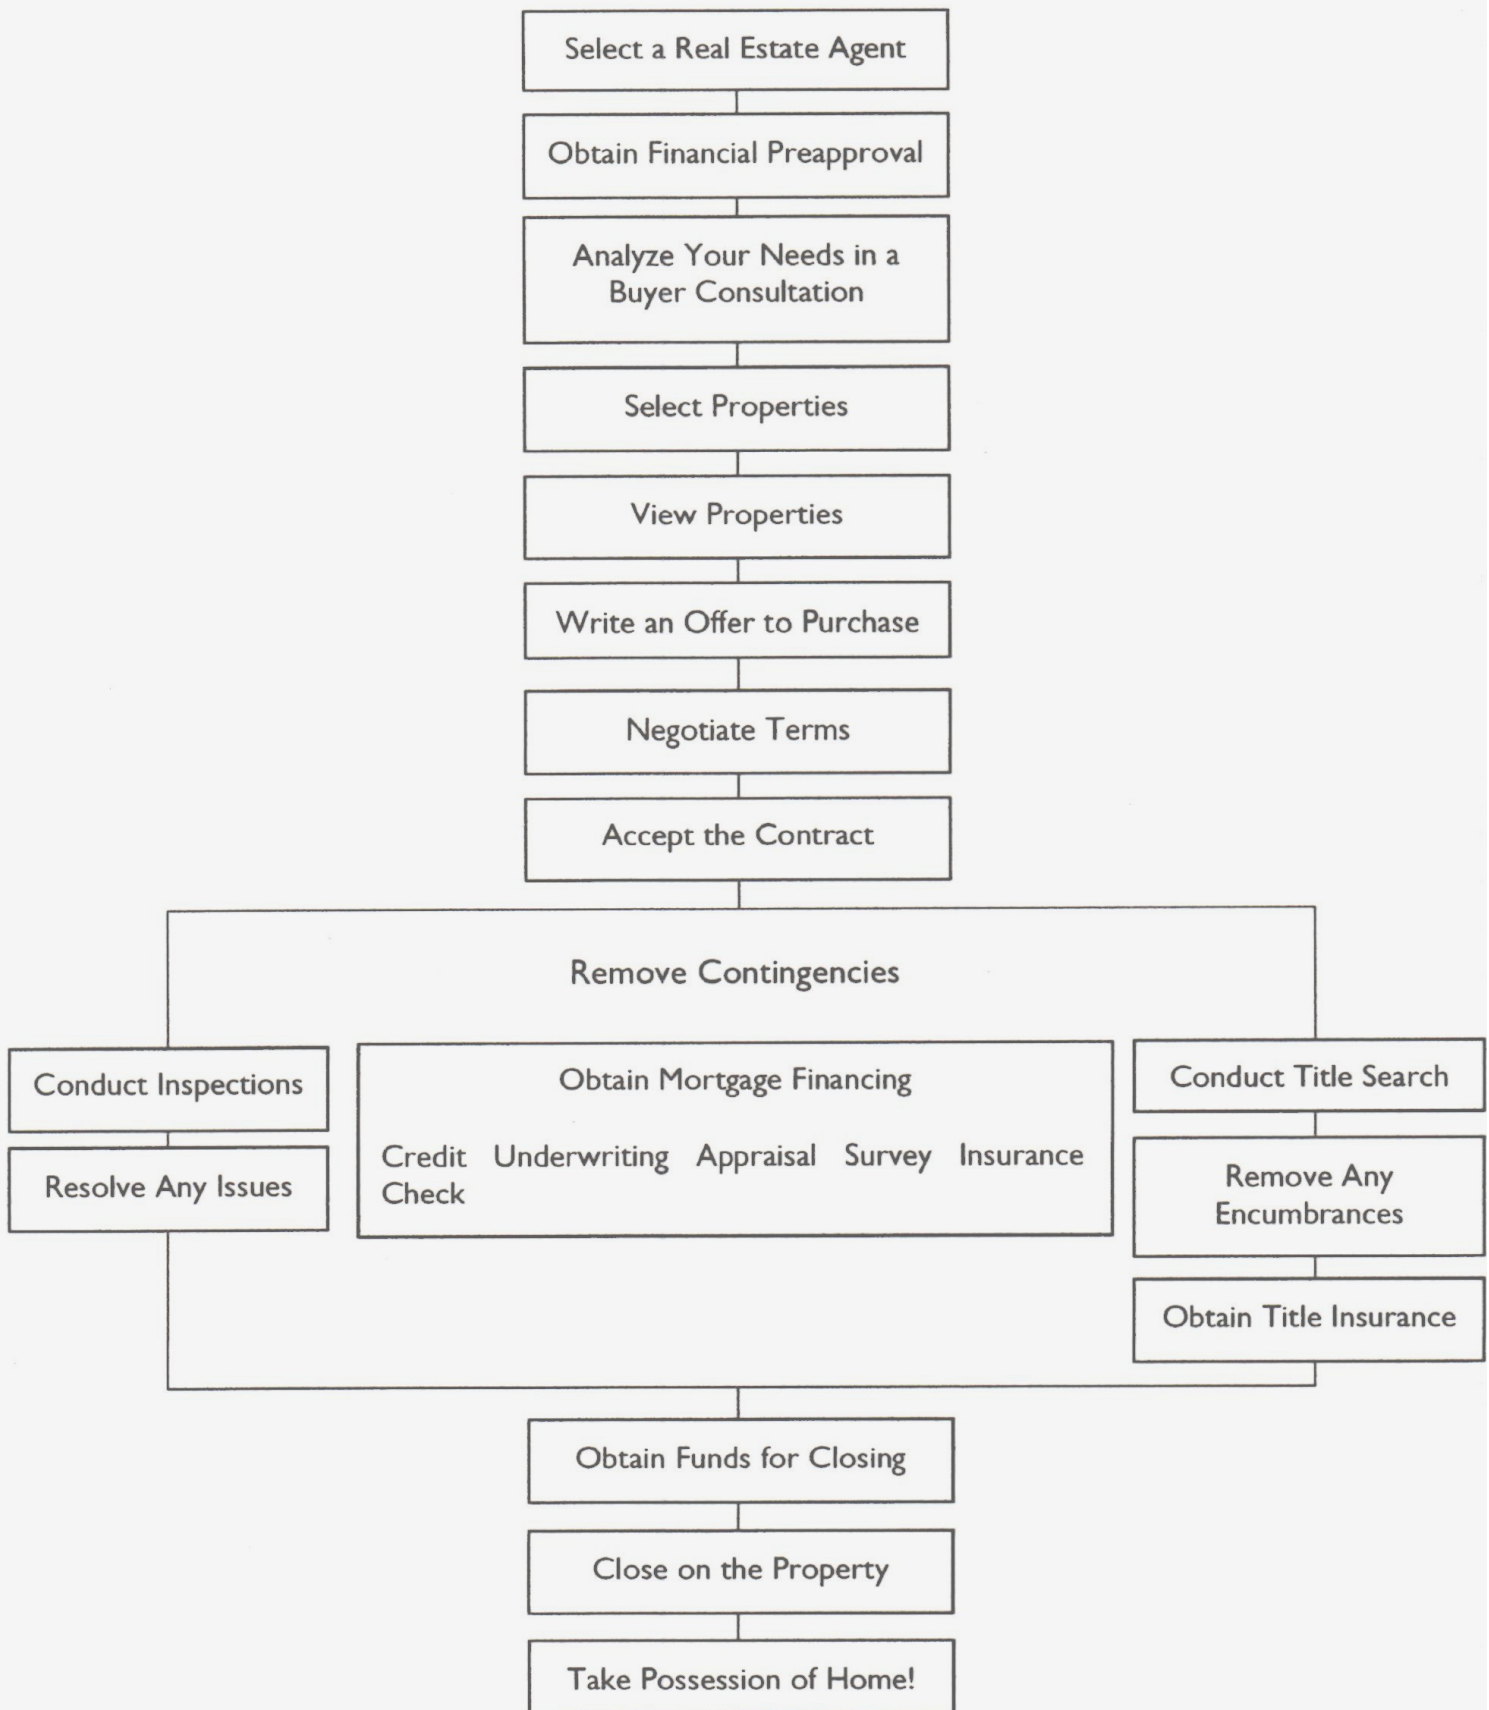 Select a Real Estate Agent
Obtain Financial Preapproval
Analyze Your Needs in a
Buyer Consultation
Select Properties
View Properties
Write an Offer to Purchase
Negotiate Terms
Accept the Contract
Remove Contingencies
Conduct Inspections
Resolve Any Issues
Obtain Mortgage Financing
Credit Underwriting Appraisal Survey Insurance
Check
Conduct Title Search
Remove Any
Encumbrances
Obtain Title Insurance
Obtain Funds for Closing
Close on the Property
Take Possession of Home!